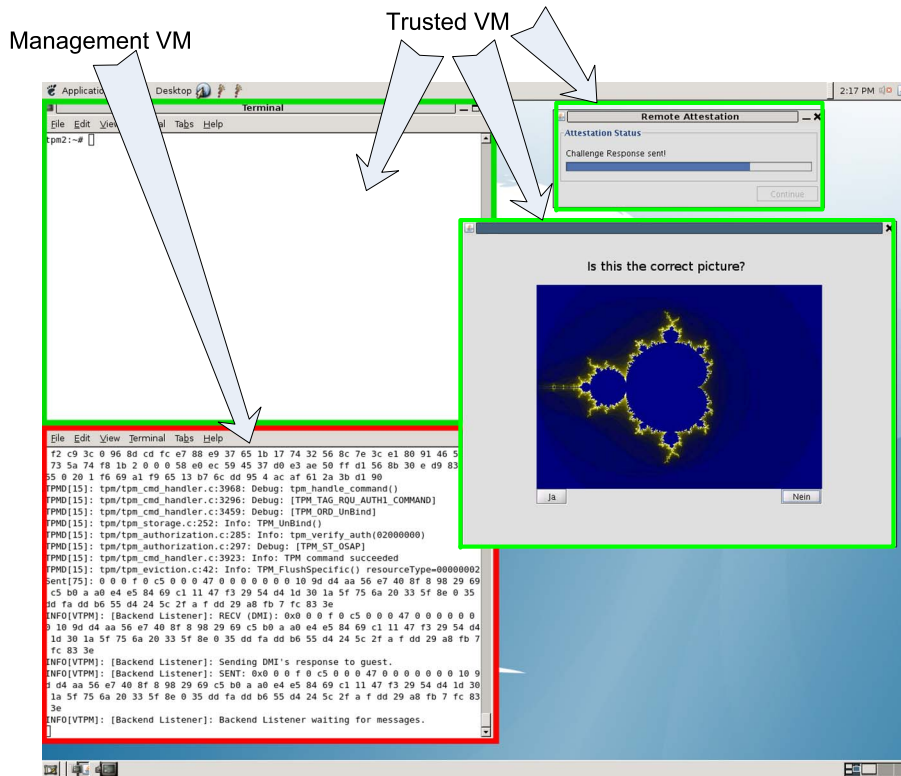 Trusted VM
Management VM
Applicatio Desktop 2:17 PM
Terminal
File Edit View Terminal Tabs Help
tpm2:~#
Remote Attestation
Attestation Status
Challenge Response sent!
Continue
Is this the correct picture?
Ja Nein
File Edit View Terminal Tabs Help
f2 c9 3c 0 96 8d cd fc e7 88 e9 37 65 1b 17 74 32 56 8c 7e 3c e1 80 91 46 5
73 5a 74 f8 1b 2 0 0 0 58 e0 ec 59 45 37 d0 e3 ae 50 ff d1 56 8b 30 e d9 83
55 0 20 1 f6 69 a1 f9 65 13 b7 6c dd 95 4 ac af 61 2a 3b d1 90
TPMD[15]: tpm/tpm_cmd_handler.c:3968: Debug: tpm_handle_command()
TPMD[15]: tpm/tpm_cmd_handler.c:3296: Debug: [TPM_TAG_RQU_AUTH1_COMMAND]
TPMD[15]: tpm/tpm_cmd_handler.c:3459: Debug: [TPM_ORD_UnBind]
TPMD[15]: tpm/tpm_storage.c:252: Info: TPM_UnBind()
TPMD[15]: tpm/tpm_authorization.c:285: Info: tpm_verify_auth(02000000)
TPMD[15]: tpm/tpm_authorization.c:297: Debug: [TPM_ST_OSAP]
TPMD[15]: tpm/tpm_cmd_handler.c:3923: Info: TPM command succeeded
TPMD[15]: tpm/tpm_eviction.c:42: Info: TPM_FlushSpecific() resourceType=00000002
Sent[75]: 0 0 0 f 0 c5 0 0 0 47 0 0 0 0 0 0 0 10 9d d4 aa 56 e7 40 8f 8 98 29 69
c5 b0 a a0 e4 e5 84 69 c1 11 47 f3 29 54 d4 1d 30 1a 5f 75 6a 20 33 5f 8e 0 35
dd fa dd b6 55 d4 24 5c 2f a f dd 29 a8 fb 7 fc 83 3e
INFO[VTPM]: [Backend Listener]: RECV (DMI): 0x0 0 0 f 0 c5 0 0 0 47 0 0 0 0 0 0
0 10 9d d4 aa 56 e7 40 8f 8 98 29 69 c5 b0 a a0 e4 e5 84 69 c1 11 47 f3 29 54 d4
1d 30 1a 5f 75 6a 20 33 5f 8e 0 35 dd fa dd b6 55 d4 24 5c 2f a f dd 29 a8 fb 7
fc 83 3e
INFO[VTPM]: [Backend Listener]: Sending DMI's response to guest.
INFO[VTPM]: [Backend Listener]: SENT: 0x0 0 0 f 0 c5 0 0 0 47 0 0 0 0 0 0 0 10 9
d d4 aa 56 e7 40 8f 8 98 29 69 c5 b0 a a0 e4 e5 84 69 c1 11 47 f3 29 54 d4 1d 30
1a 5f 75 6a 20 33 5f 8e 0 35 dd fa dd b6 55 d4 24 5c 2f a f dd 29 a8 fb 7 fc 83
3e
INFO[VTPM]: [Backend Listener]: Backend Listener waiting for messages.